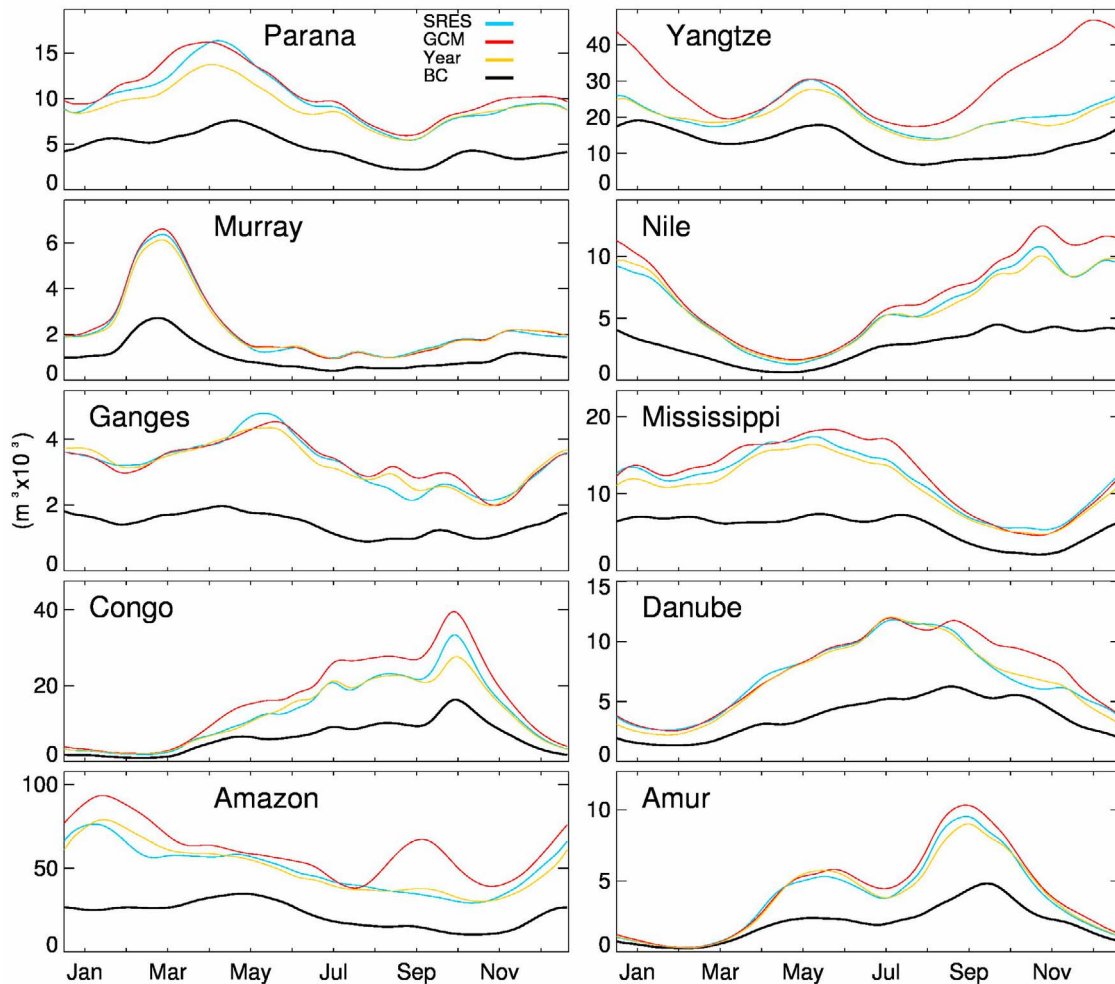 Parana
SRES
GCM
Year
BC
15
10
5
0
Yangtze
40
30
20
10
0
Murray
6
4
2
0
Nile
10
5
0
Ganges
4
2
0
(m³x10³)
Mississippi
20
10
0
Congo
40
20
0
Danube
15
10
5
0
Amazon
100
50
0
Jan Mar May Jul Sep Nov
Amur
10
5
0
Jan Mar May Jul Sep Nov